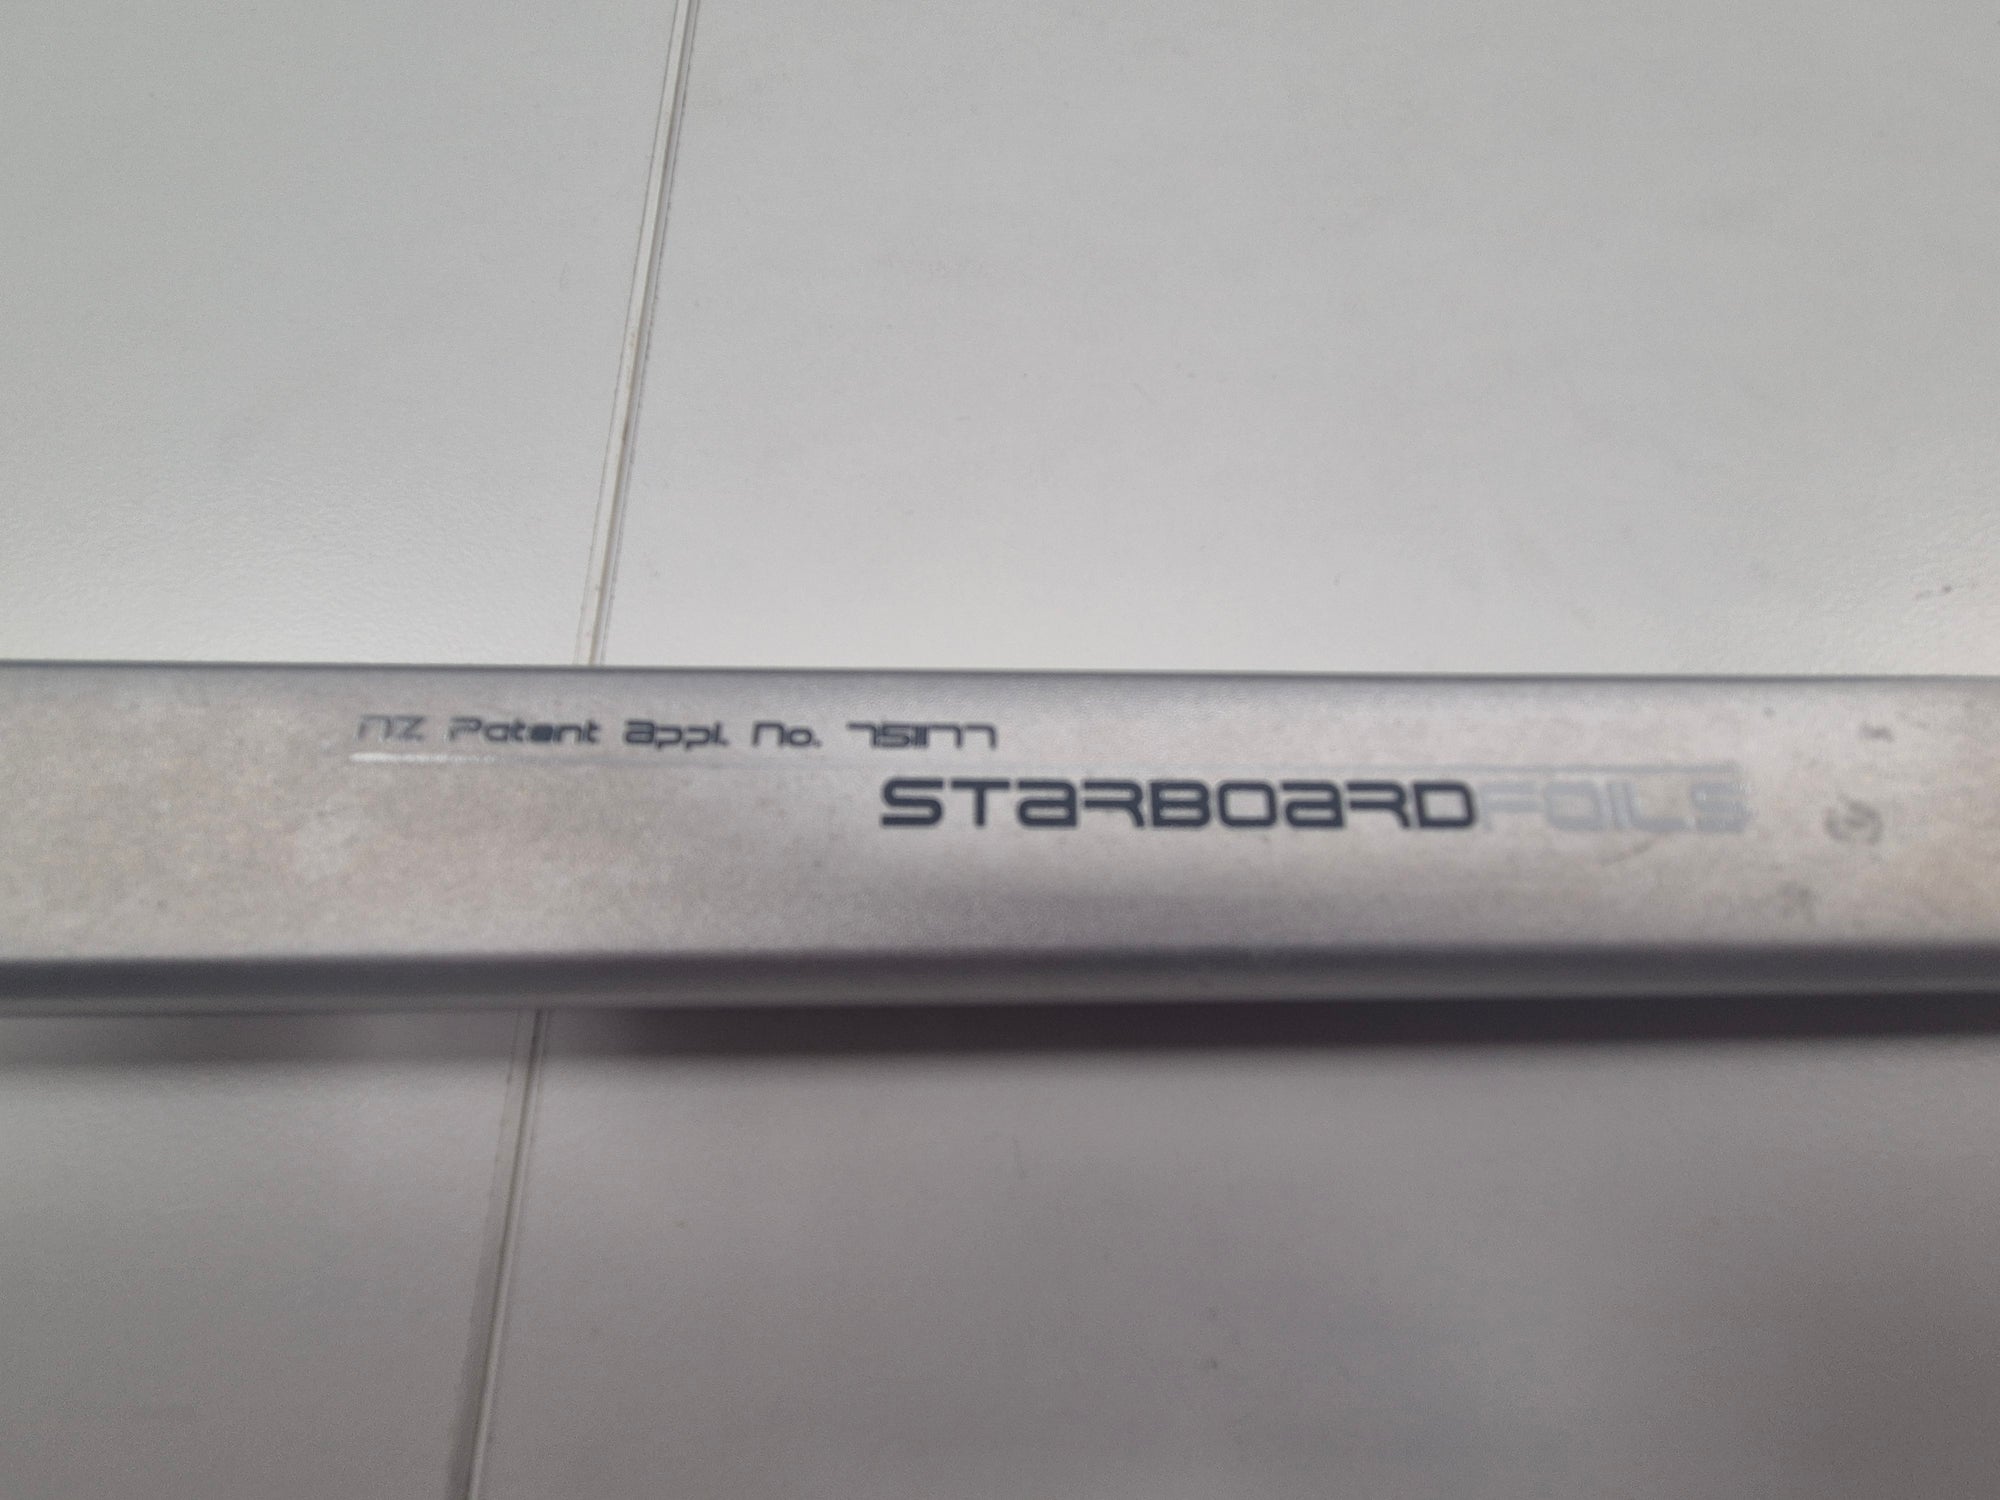 NZ Patent Appl. No. 751177
STARBOARDFOILS